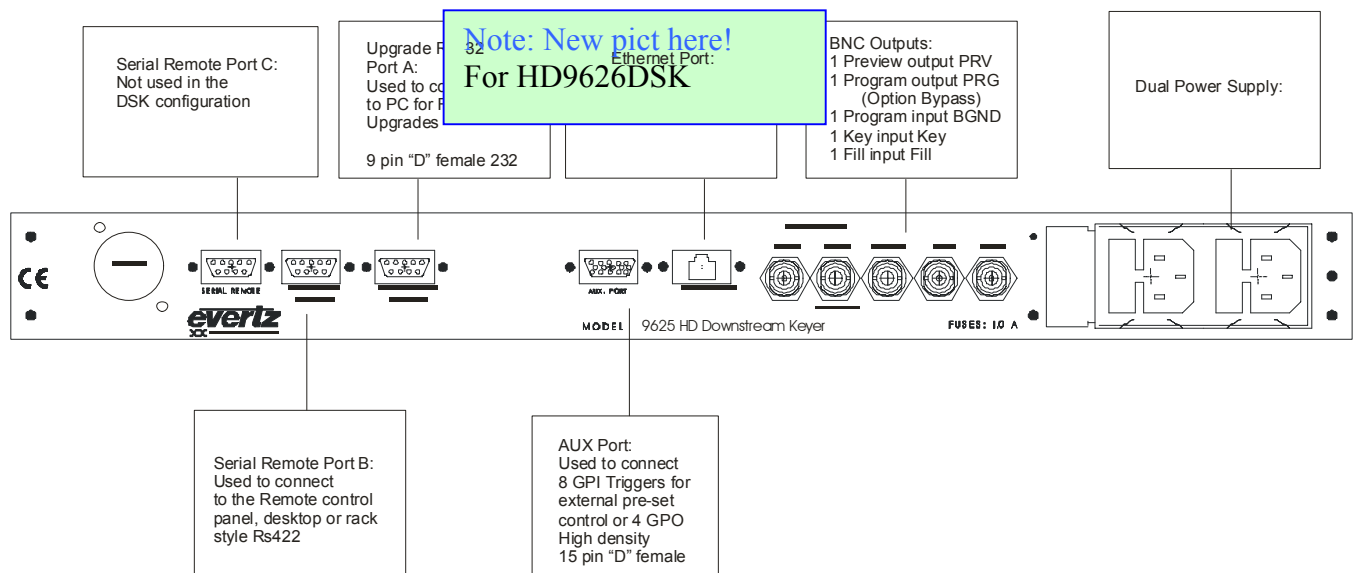 Serial Remote Port C:
Not used in the
DSK configuration
Upgrade R 32
Port A:
Used to co
to PC for F
Upgrades
9 pin “D” female 232
Note: New pict here!
For HD9626DSK
Ethernet Port:
BNC Outputs:
1 Preview output PRV
1 Program output PRG
(Option Bypass)
1 Program input BGND
1 Key input Key
1 Fill input Fill
Dual Power Supply:
CE
SERIAL REMOTE
evertz
AUX. PORT
MODEL 9625 HD Downstream Keyer
FUSES: 1.0 A
Serial Remote Port B:
Used to connect
to the Remote control
panel, desktop or rack
style Rs422
AUX Port:
Used to connect
8 GPI Triggers for
external pre-set
control or 4 GPO
High density
15 pin “D” female